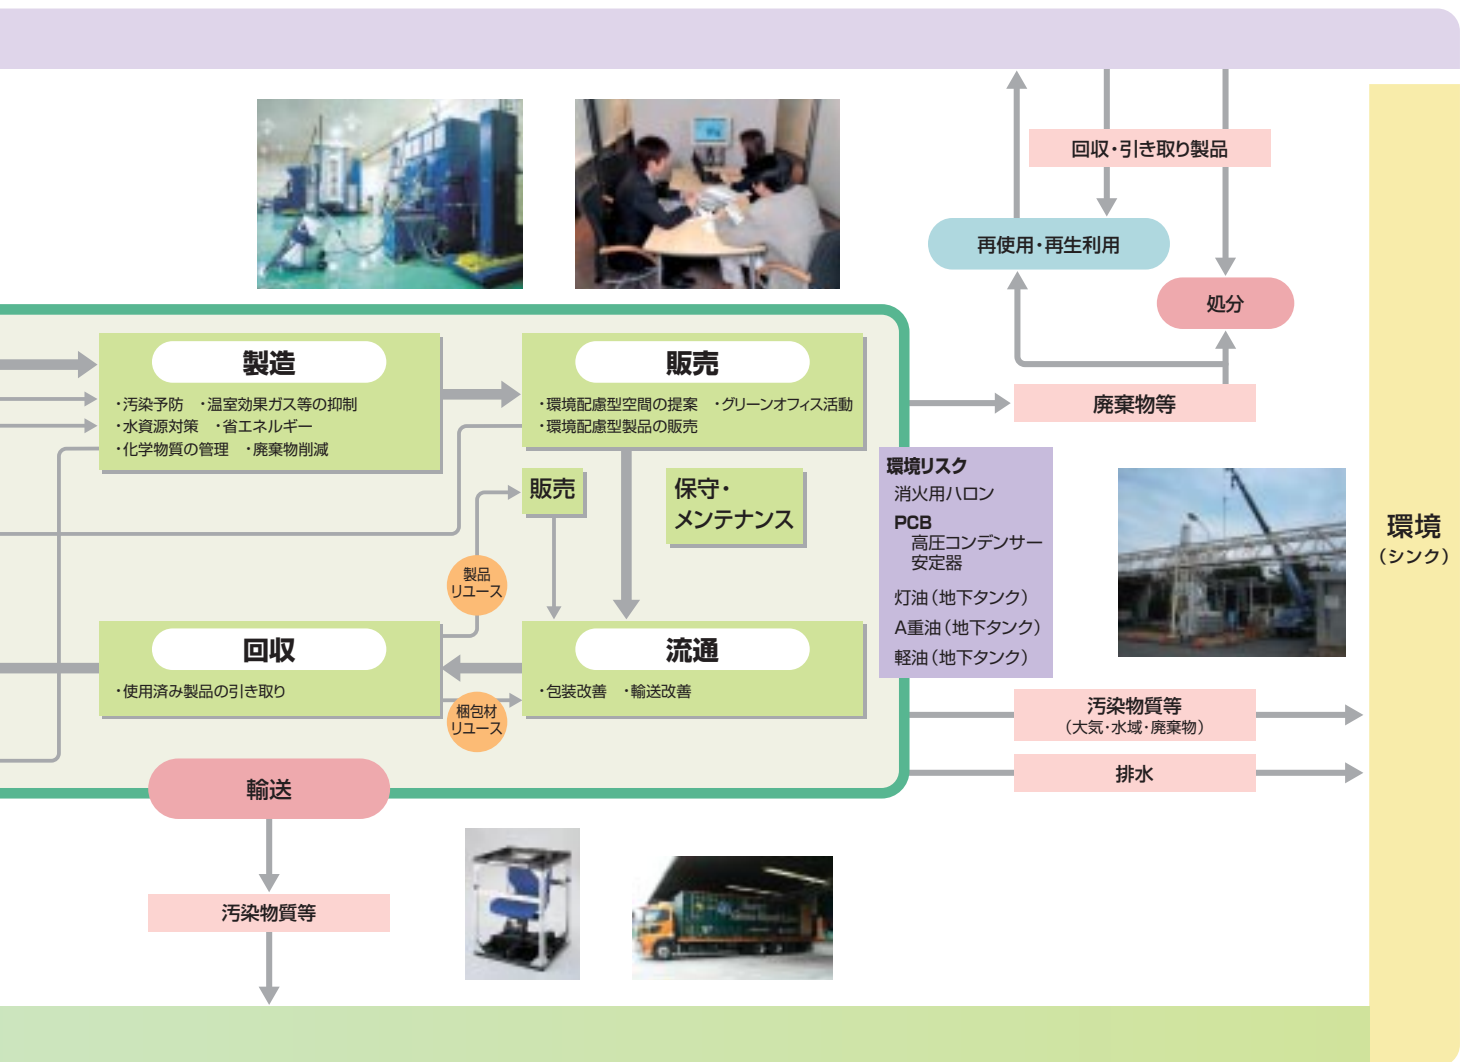 回収・引き取り製品
再使用・再生利用
処分
製造
・汚染予防 ・温室効果ガス等の抑制
・水資源対策 ・省エネルギー
・化学物質の管理 ・廃棄物削減
販売
・環境配慮型空間の提案 ・グリーンオフィス活動
・環境配慮型製品の販売
廃棄物等
販売
保守・
メンテナンス
環境リスク
消火用ハロン
PCB
高圧コンデンサー
安定器
灯油（地下タンク）
A重油（地下タンク）
軽油（地下タンク）
環境
（シンク）
製品
リユース
回収
・使用済み製品の引き取り
流通
・包装改善 ・輸送改善
梱包材
リユース
汚染物質等
（大気・水域・廃棄物）
排水
輸送
汚染物質等